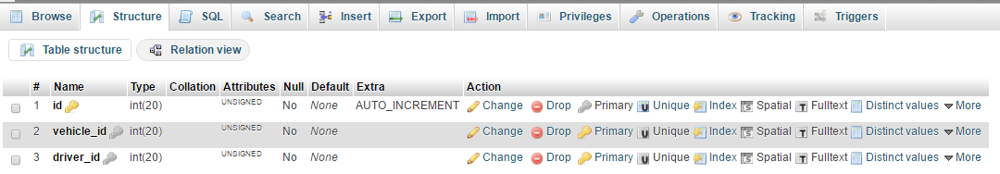 Browse Structure SQL Search Insert Export Import Privileges Operations Tracking Triggers
Table structure Relation view
# Name Type Collation Attributes Null Default Extra Action
1 id int(20) UNSIGNED No None AUTO_INCREMENT Change Drop Primary Unique Index Spatial Fulltext Distinct values More
2 vehicle_id int(20) UNSIGNED No None Change Drop Primary Unique Index Spatial Fulltext Distinct values More
3 driver_id int(20) UNSIGNED No None Change Drop Primary Unique Index Spatial Fulltext Distinct values More